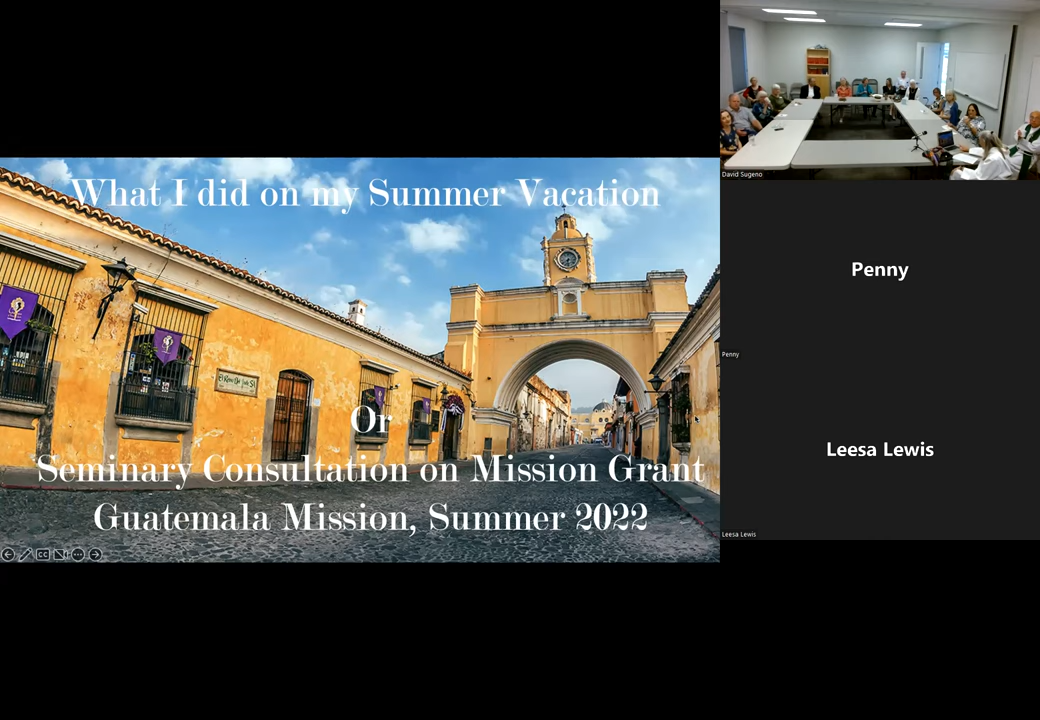 What I did on my Summer Vacation
Or
Seminary Consultation on Mission Grant
Guatemala Mission, Summer 2022
David Sugeno
Penny
Penny
Leesa Lewis
Leesa Lewis